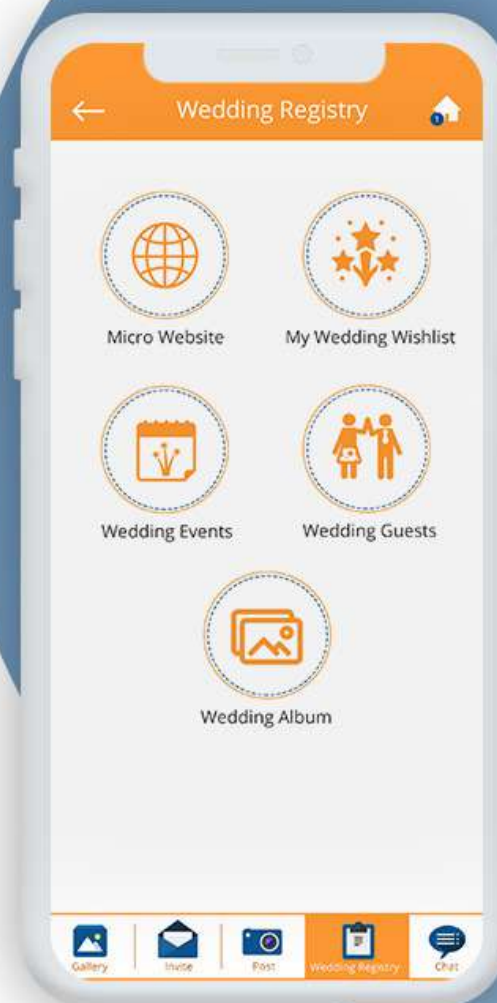 Wedding Registry
1
Micro Website
My Wedding Wishlist
Wedding Events
Wedding Guests
Wedding Album
Gallery
Invite
Post
Wedding Registry
Chat